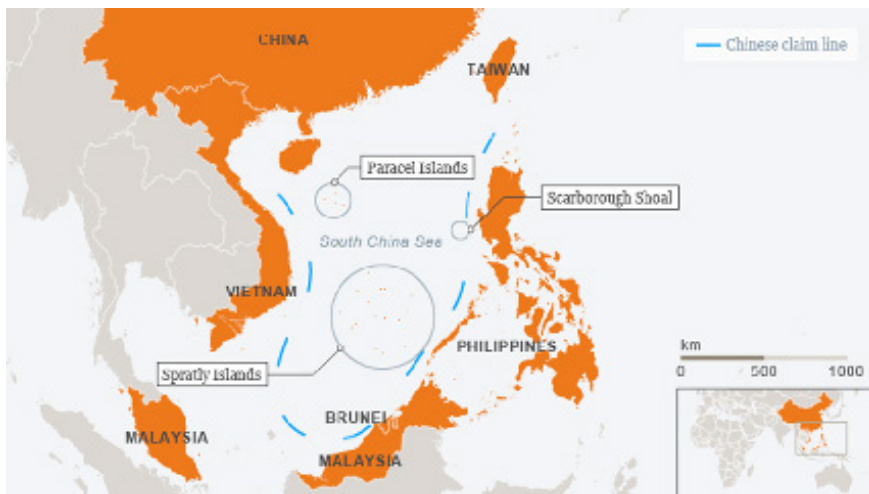 CHINA
Chinese claim line
TAIWAN
Paracel Islands
Scarborough Shoal
South China Sea
VIETNAM
PHILIPPINES
km
0 500 1000
Spratly Islands
BRUNEI
MALAYSIA
MALAYSIA